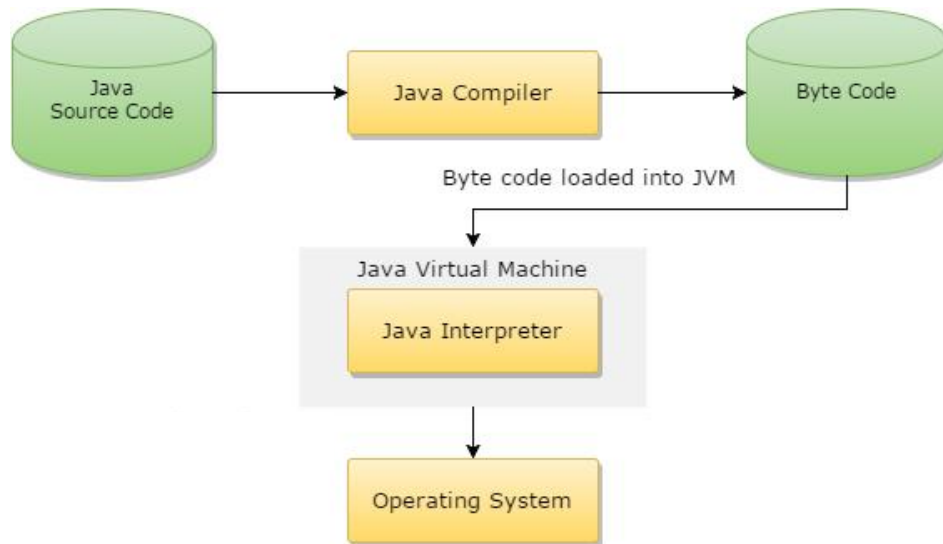 Java
Source Code
Java Compiler
Byte Code
Byte code loaded into JVM
Java Virtual Machine
Java Interpreter
Operating System